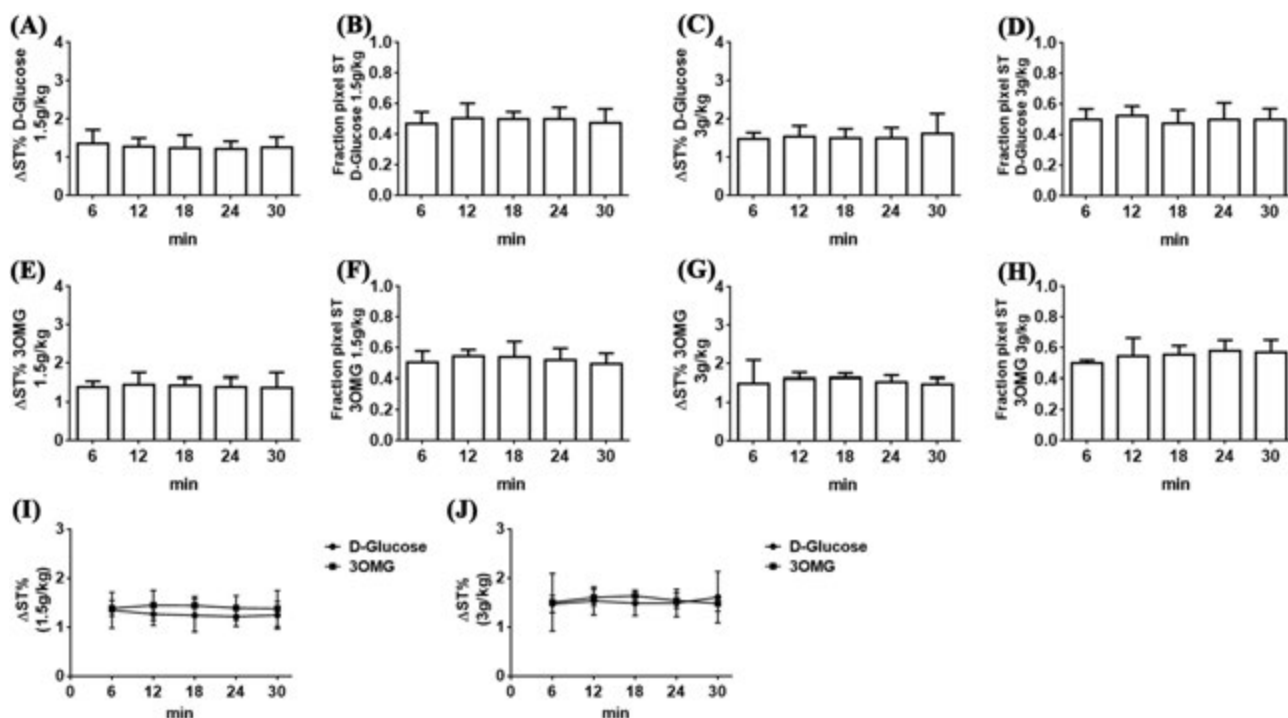 (A)
ΔST% D-Glucose
1.5g/kg
4
3
2
1
0
6 12 18 24 30
min
(B)
Fraction pixel ST
D-Glucose 1.5g/kg
1.0
0.8
0.6
0.4
0.2
0.0
6 12 18 24 30
min
(C)
ΔST% D-Glucose
3g/kg
4
3
2
1
0
6 12 18 24 30
min
(D)
Fraction pixel ST
D-Glucose 3g/kg
1.0
0.8
0.6
0.4
0.2
0.0
6 12 18 24 30
min
(E)
ΔST% 3OMG
1.5g/kg
4
3
2
1
0
6 12 18 24 30
min
(F)
Fraction pixel ST
3OMG 1.5g/kg
1.0
0.8
0.6
0.4
0.2
0.0
6 12 18 24 30
min
(G)
ΔST% 3OMG
3g/kg
4
3
2
1
0
6 12 18 24 30
min
(H)
Fraction pixel ST
3OMG 3g/kg
1.0
0.8
0.6
0.4
0.2
0.0
6 12 18 24 30
min
(I)
ΔST%
(1.5g/kg)
3
2
1
0
0 6 12 18 24 30
min
D-Glucose
3OMG
(J)
ΔST%
(3g/kg)
3
2
1
0
0 6 12 18 24 30
min
D-Glucose
3OMG